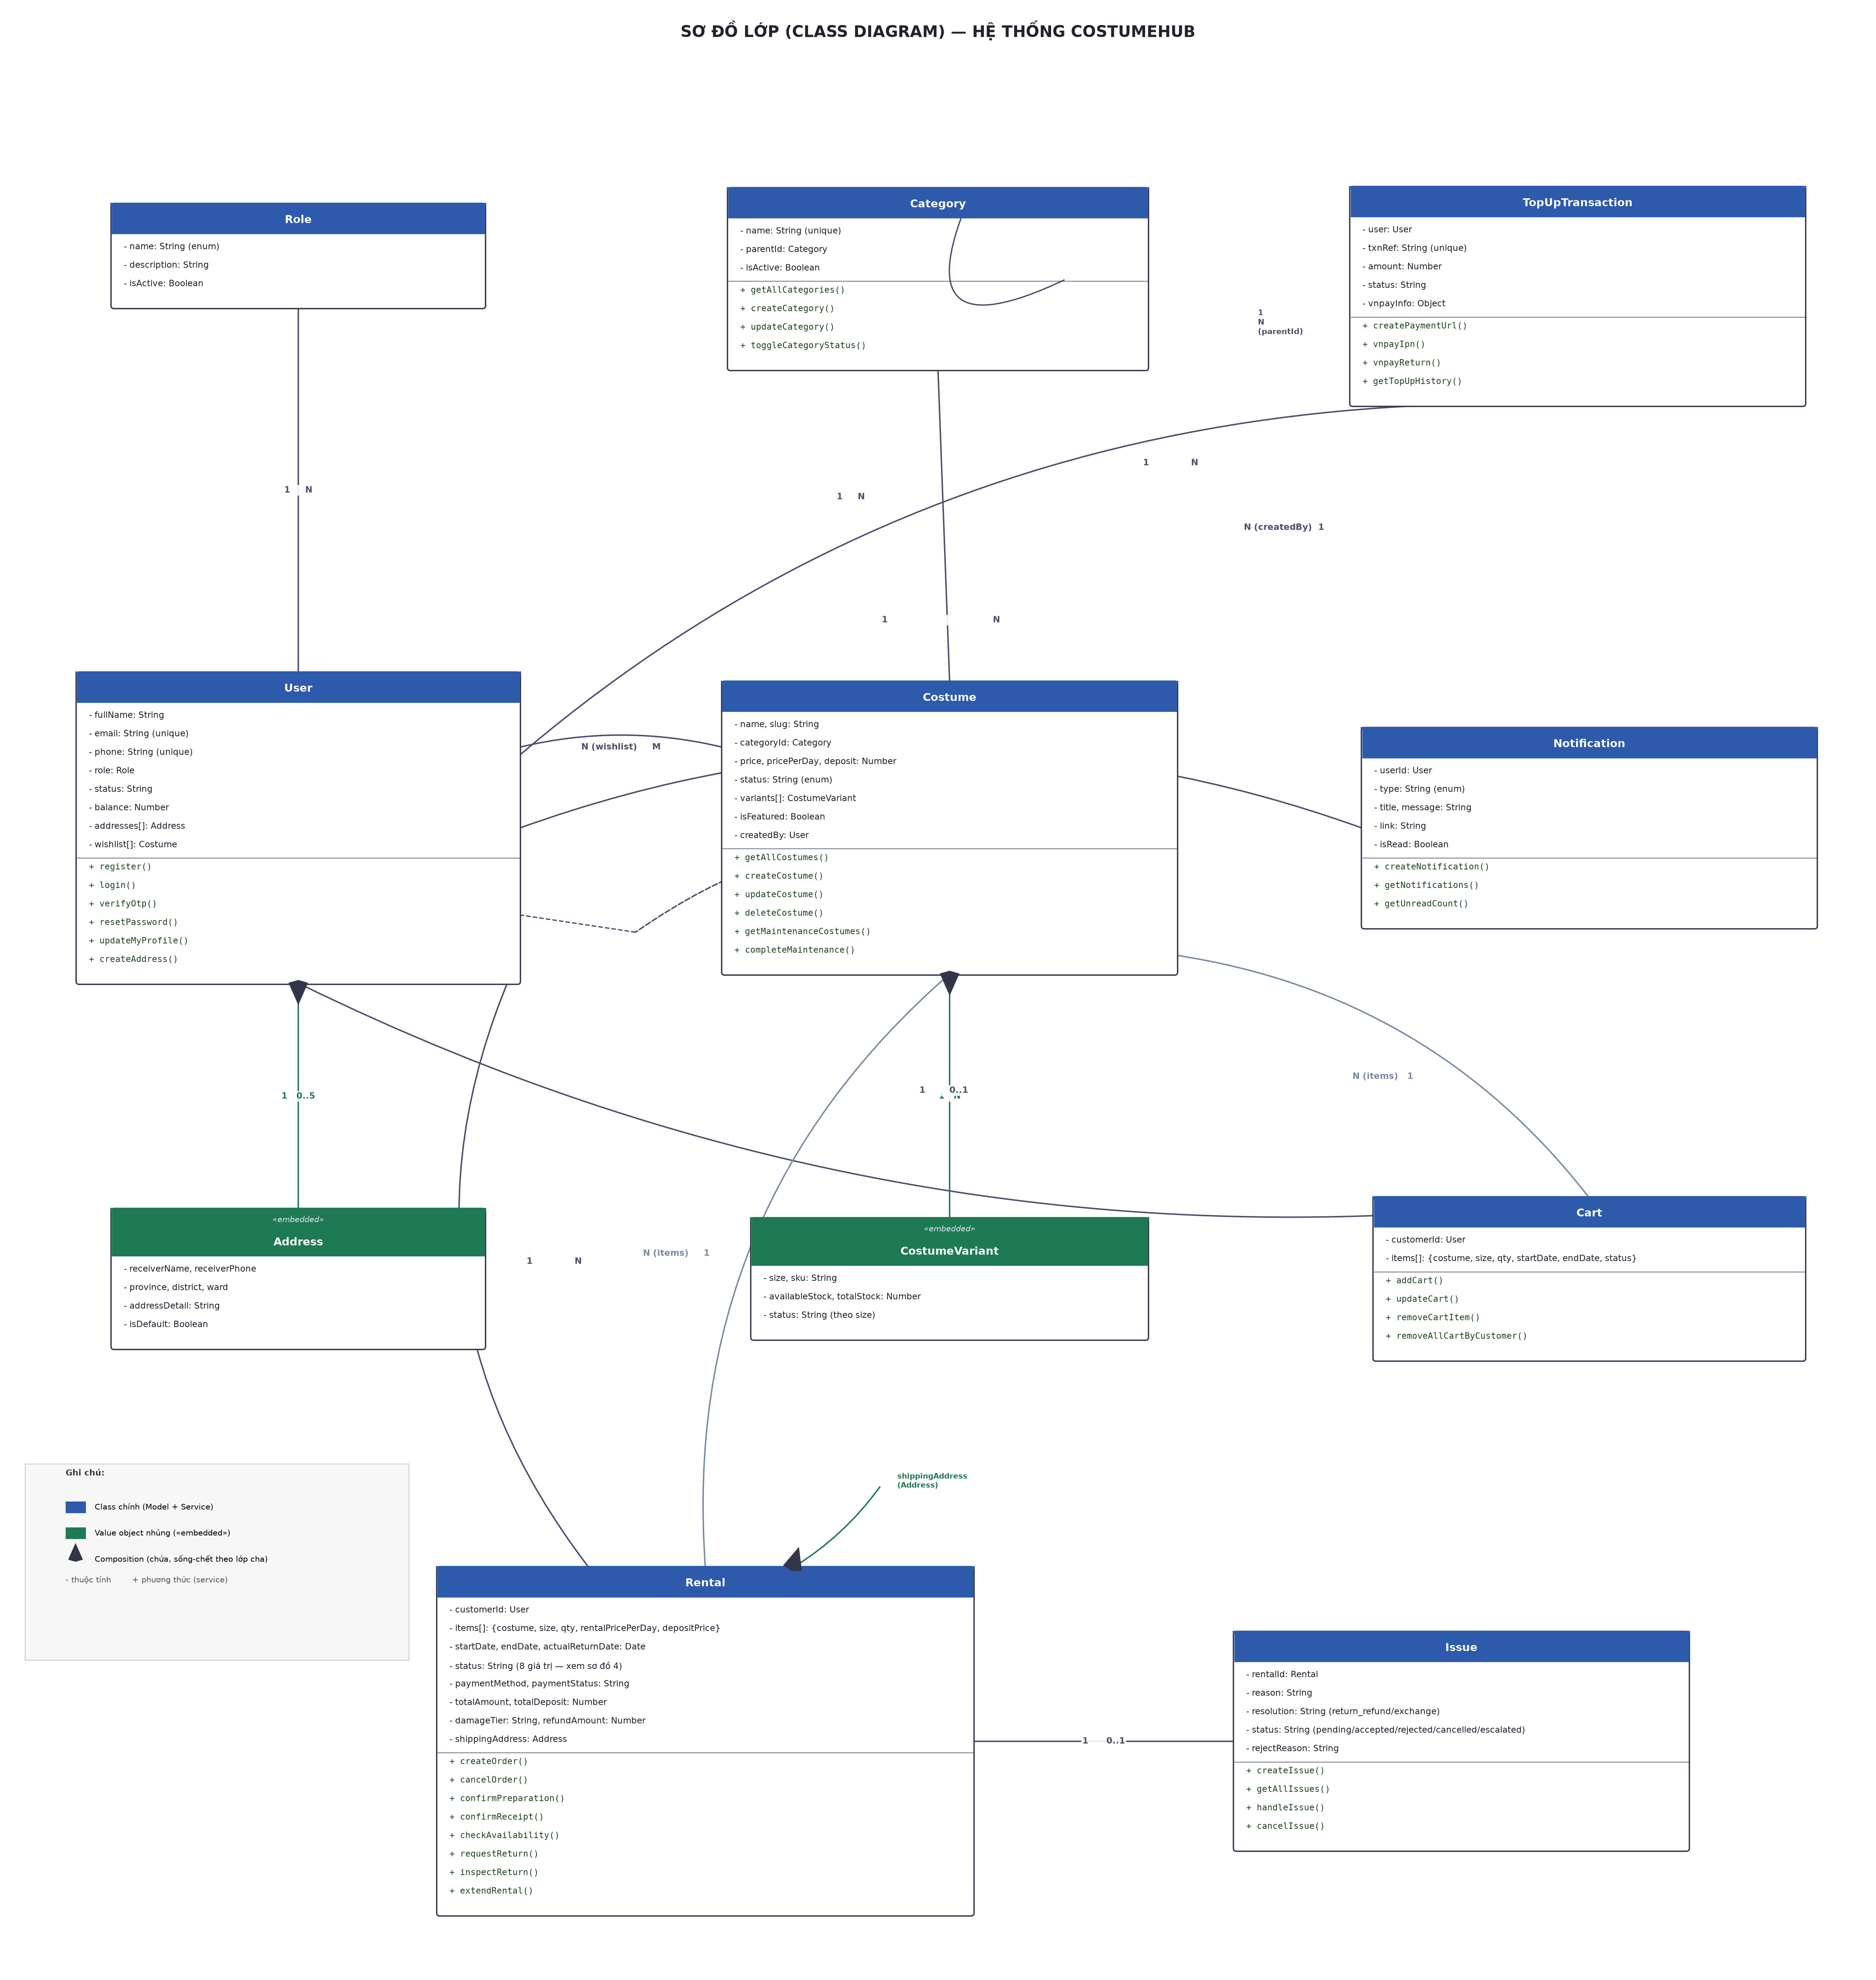 SƠ ĐỒ LỚP (CLASS DIAGRAM) — HỆ THỐNG COSTUMEHUB
Role
- name: String (enum)
- description: String
- isActive: Boolean
Category
- name: String (unique)
- parentId: Category
- isActive: Boolean
+ getAllCategories()
+ createCategory()
+ updateCategory()
+ toggleCategoryStatus()
TopUpTransaction
- user: User
- txnRef: String (unique)
- amount: Number
- status: String
- vnpayInfo: Object
+ createPaymentUrl()
+ vnpayIpn()
+ vnpayReturn()
+ getTopUpHistory()
1
N
(parentId)
1 N
1 N
1 N
N (createdBy) 1
1 N
User
- fullName: String
- email: String (unique)
- phone: String (unique)
- role: Role
- status: String
- balance: Number
- addresses[]: Address
- wishlist[]: Costume
+ register()
+ login()
+ verifyOtp()
+ resetPassword()
+ updateMyProfile()
+ createAddress()
N (wishlist) M
Costume
- name, slug: String
- categoryId: Category
- price, pricePerDay, deposit: Number
- status: String (enum)
- variants[]: CostumeVariant
- isFeatured: Boolean
- createdBy: User
+ getAllCostumes()
+ createCostume()
+ updateCostume()
+ deleteCostume()
+ getMaintenanceCostumes()
+ completeMaintenance()
Notification
- userId: User
- type: String (enum)
- title, message: String
- link: String
- isRead: Boolean
+ createNotification()
+ getNotifications()
+ getUnreadCount()
1 0..5
1 0..1
N (items) 1
«embedded»
Address
- receiverName, receiverPhone
- province, district, ward
- addressDetail: String
- isDefault: Boolean
1 N
N (items) 1
«embedded»
CostumeVariant
- size, sku: String
- availableStock, totalStock: Number
- status: String (theo size)
Cart
- customerId: User
- items[]: {costume, size, qty, startDate, endDate, status}
+ addCart()
+ updateCart()
+ removeCartItem()
+ removeAllCartByCustomer()
Ghi chú:
Class chính (Model + Service)
Value object nhúng («embedded»)
Composition (chứa, sống-chết theo lớp cha)
- thuộc tính + phương thức (service)
shippingAddress
(Address)
Rental
- customerId: User
- items[]: {costume, size, qty, rentalPricePerDay, depositPrice}
- startDate, endDate, actualReturnDate: Date
- status: String (8 giá trị — xem sơ đồ 4)
- paymentMethod, paymentStatus: String
- totalAmount, totalDeposit: Number
- damageTier: String, refundAmount: Number
- shippingAddress: Address
+ createOrder()
+ cancelOrder()
+ confirmPreparation()
+ confirmReceipt()
+ checkAvailability()
+ requestReturn()
+ inspectReturn()
+ extendRental()
1 0..1
Issue
- rentalId: Rental
- reason: String
- resolution: String (return_refund/exchange)
- status: String (pending/accepted/rejected/cancelled/escalated)
- rejectReason: String
+ createIssue()
+ getAllIssues()
+ handleIssue()
+ cancelIssue()